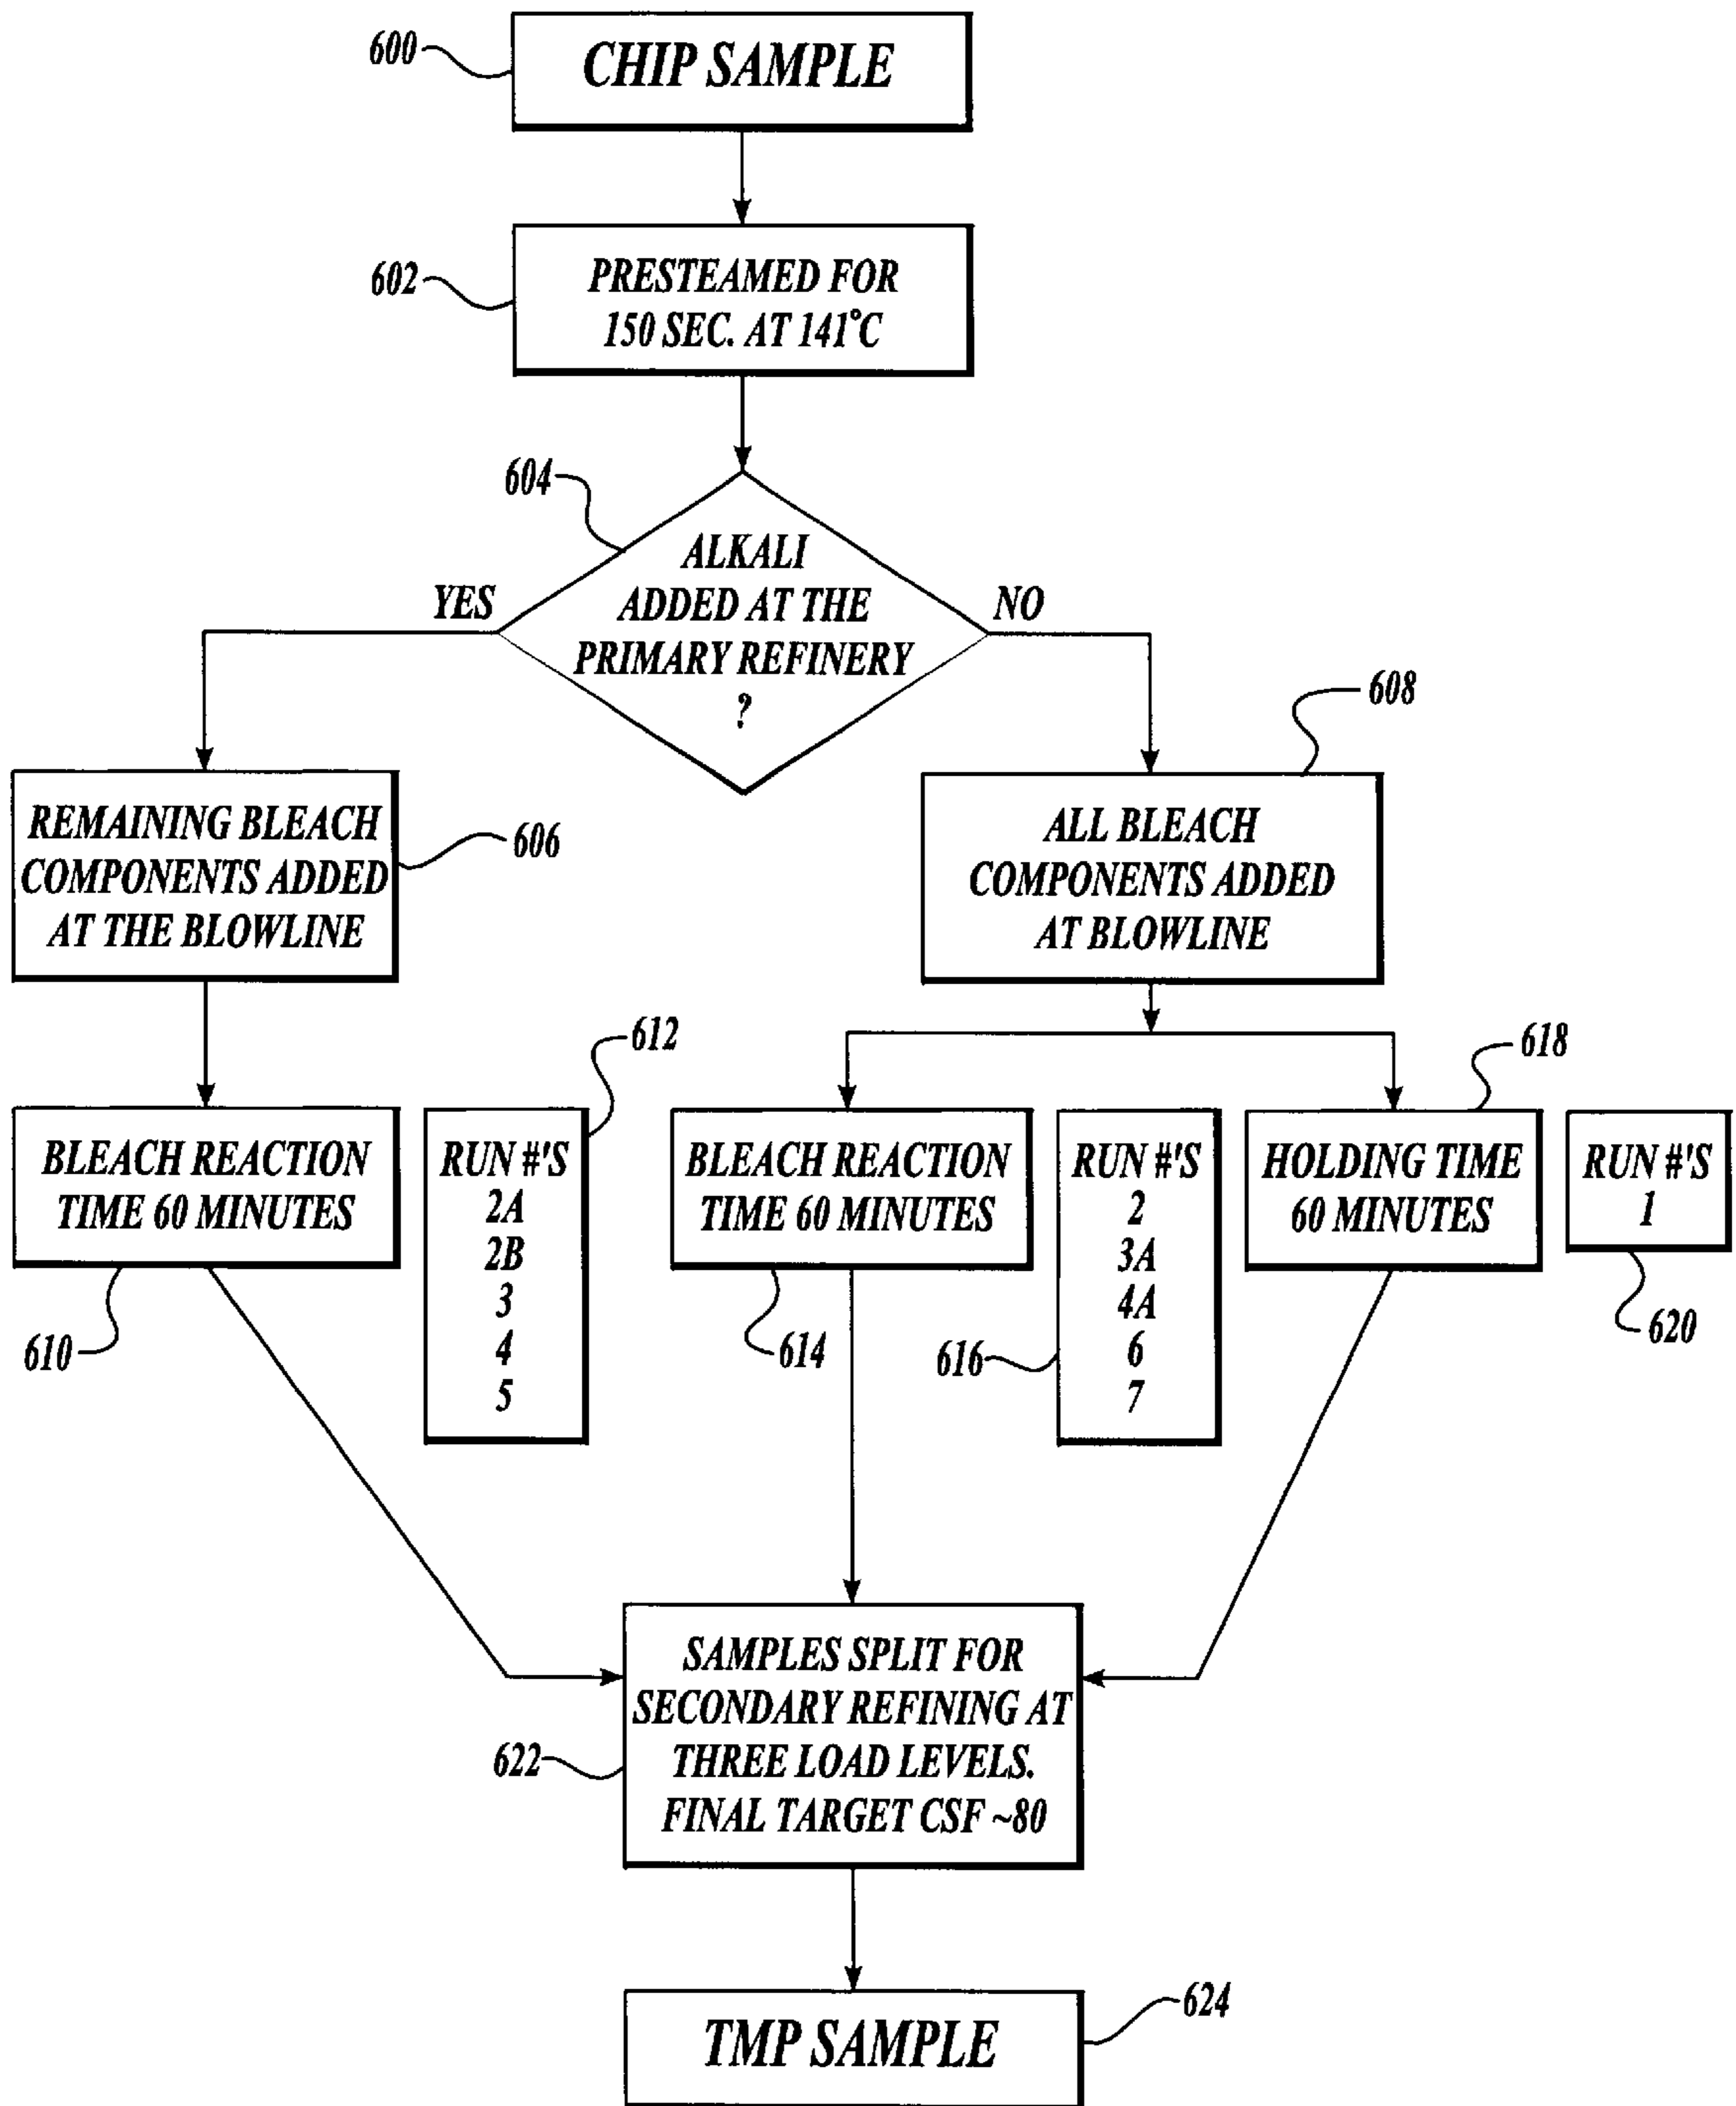 600
CHIP SAMPLE
602
PRESTEAMED FOR
150 SEC. AT 141°C
604
ALKALI
ADDED AT THE
PRIMARY REFINERY
?
YES
NO
606
REMAINING BLEACH
COMPONENTS ADDED
AT THE BLOWLINE
608
ALL BLEACH
COMPONENTS ADDED
AT BLOWLINE
610
BLEACH REACTION
TIME 60 MINUTES
612
RUN #'S
2A
2B
3
4
5
614
BLEACH REACTION
TIME 60 MINUTES
616
RUN #'S
2
3A
4A
6
7
618
HOLDING TIME
60 MINUTES
RUN #'S
1
620
622
SAMPLES SPLIT FOR
SECONDARY REFINING AT
THREE LOAD LEVELS.
FINAL TARGET CSF ~80
624
TMP SAMPLE